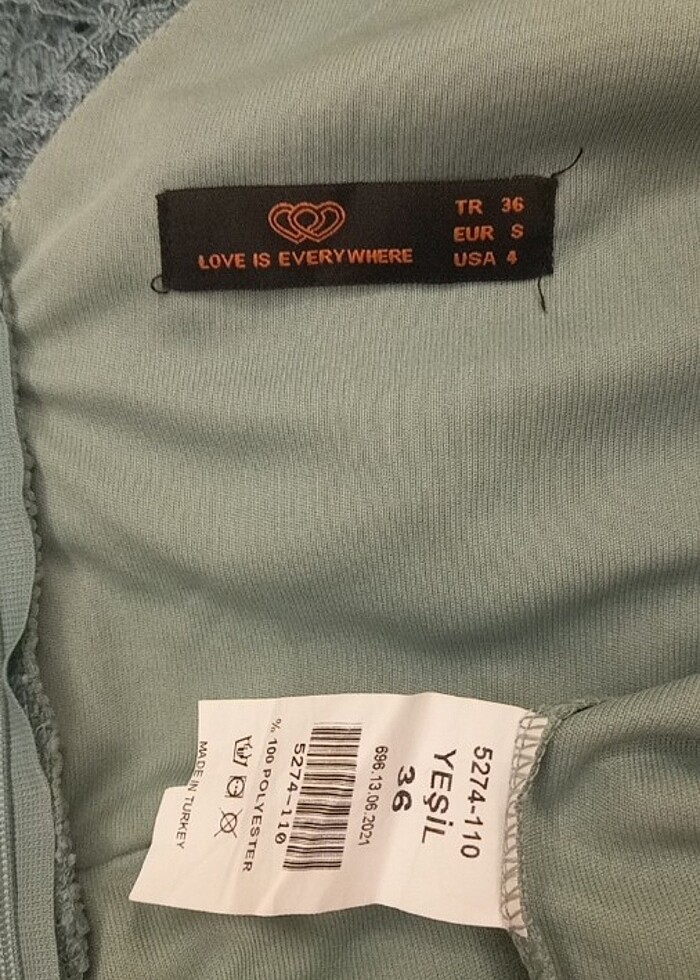 TR 36
EUR S
USA 4
LOVE IS EVERYWHERE
5274-110
YEŞİL
36
696.13.06.2021
5274-110
% 100 POLYESTER
MADE IN TURKEY